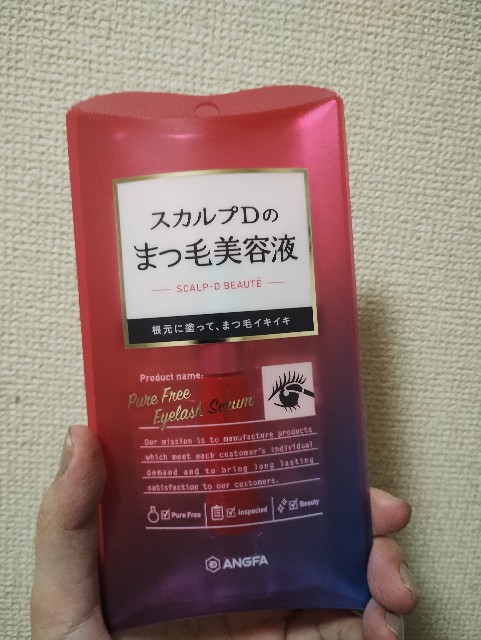 スカルプDの
まつ毛美容液
SCALP-D BEAUTÉ
根元に塗って、まつ毛イキイキ
Product name:
Pure Free
Eyelash Serum
Our mission is to manufacture products
which meet each customer's individual
demand and to bring long lasting
satisfaction to our customers.
Pure Free Inspected Beauty
ANGFA